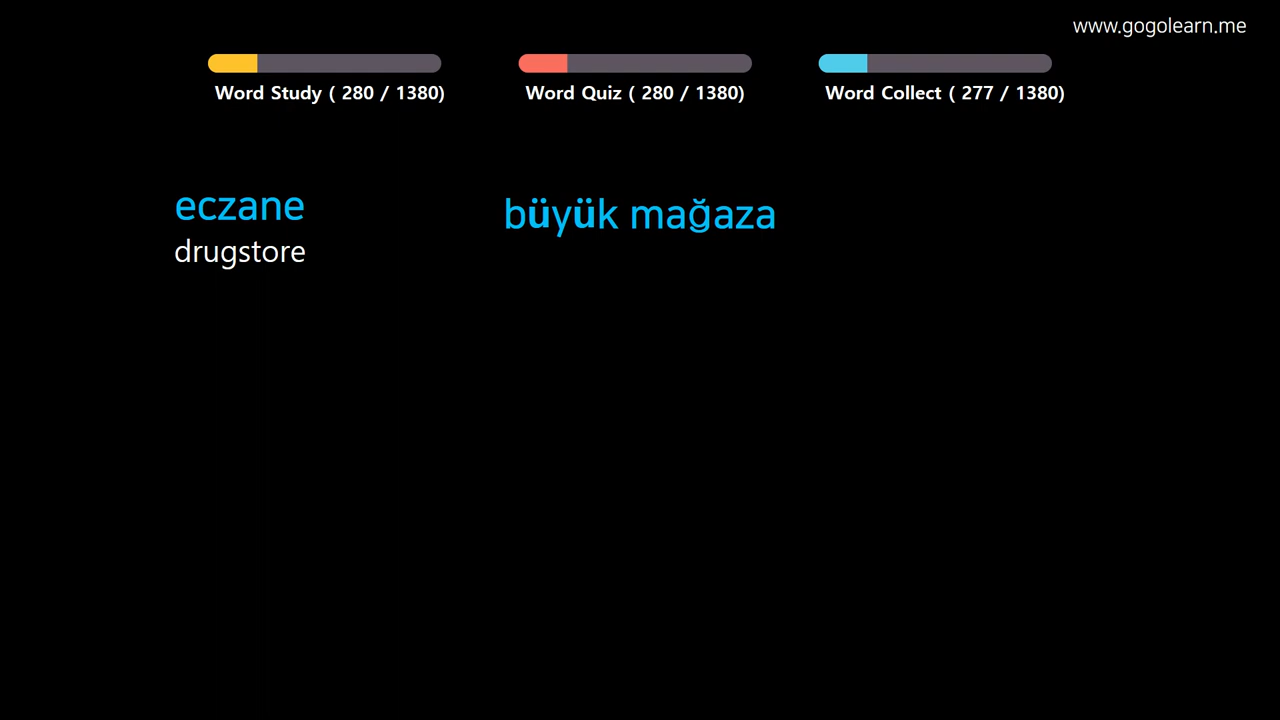 www.gogolearn.me
Word Study ( 280 / 1380)
Word Quiz ( 280 / 1380)
Word Collect ( 277 / 1380)
eczane
drugstore
büyük mağaza